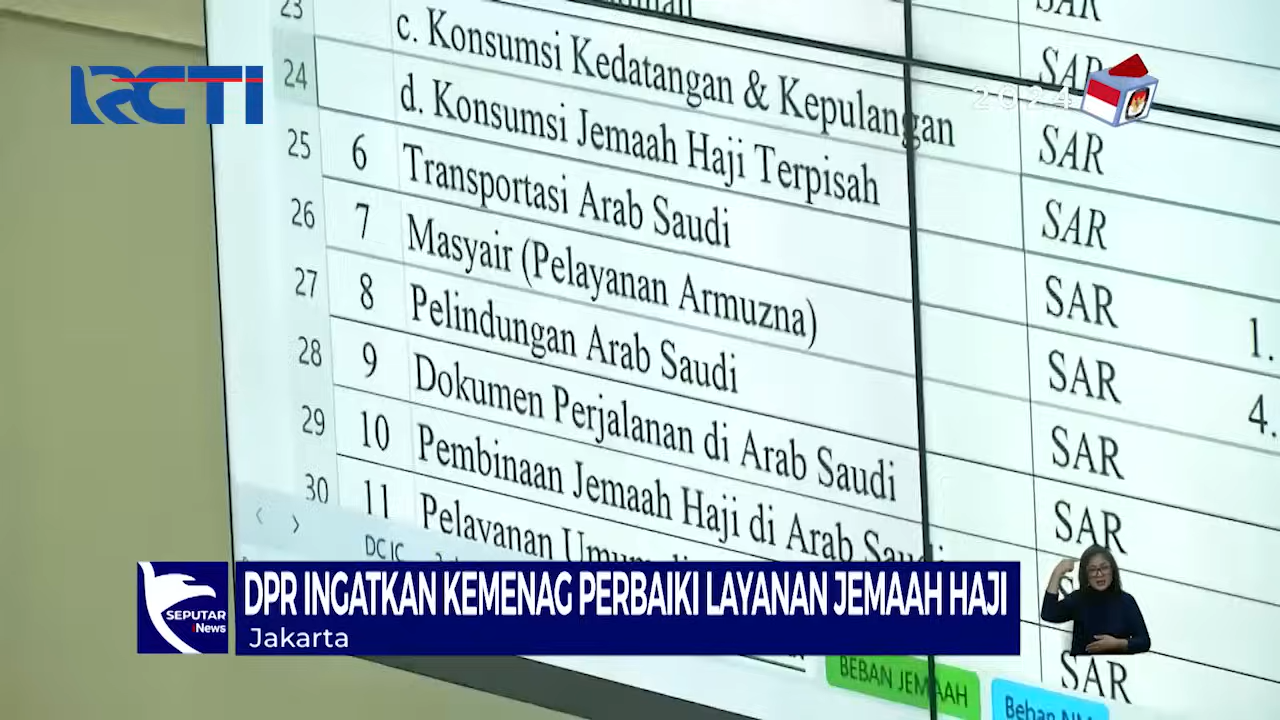 RCTI
2024
23
SAR
c. Konsumsi Kedatangan & Kepulangan
SAR
24
d. Konsumsi Jemaah Haji Terpisah
SAR
25 6 Transportasi Arab Saudi
SAR
26 7 Masyair (Pelayanan Armuzna)
SAR 1.
27 8 Pelindungan Arab Saudi
SAR 4.
28 9 Dokumen Perjalanan di Arab Saudi
SAR
29 10 Pembinaan Jemaah Haji di Arab Saudi
SAR
30 11 Pelayanan Umum
DPR INGATKAN KEMENAG PERBAIKI LAYANAN JEMAAH HAJI
SEPUTAR
iNews
Jakarta
SAR
BEBAN JEMAAH
Beban